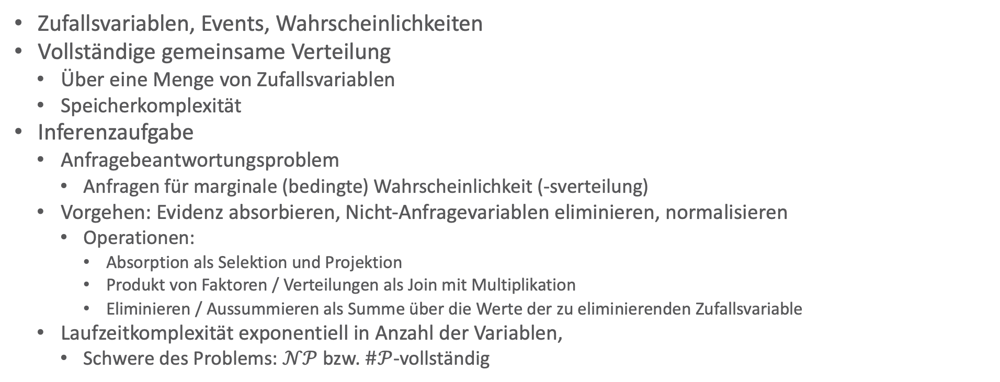 • Zufallsvariablen, Events, Wahrscheinlichkeiten
• Vollständige gemeinsame Verteilung
• Über eine Menge von Zufallsvariablen
• Speicherkomplexität
• Inferenzaufgabe
• Anfragebeantwortungsproblem
• Anfragen für marginale (bedingte) Wahrscheinlichkeit (-sverteilung)
• Vorgehen: Evidenz absorbieren, Nicht-Anfragevariablen eliminieren, normalisieren
• Operationen:
• Absorption als Selektion und Projektion
• Produkt von Faktoren / Verteilungen als Join mit Multiplikation
• Eliminieren / Aussummieren als Summe über die Werte der zu eliminierenden Zufallsvariable
• Laufzeitkomplexität exponentiell in Anzahl der Variablen,
• Schwere des Problems: 𝒩𝒫 bzw. #𝒫-vollständig